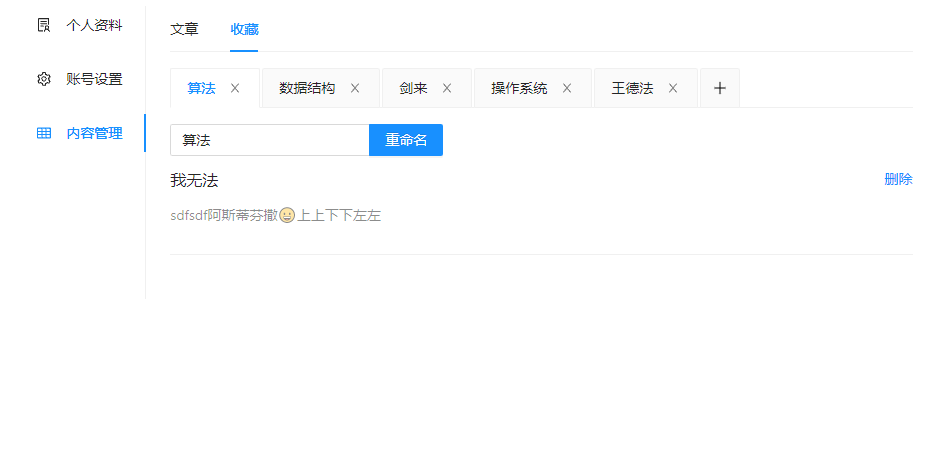 个人资料
账号设置
内容管理
文章 收藏
算法 数据结构 剑来 操作系统 王德法
算法 重命名
我无法 删除
sdfsdf阿斯蒂芬撒😀上上下下左左